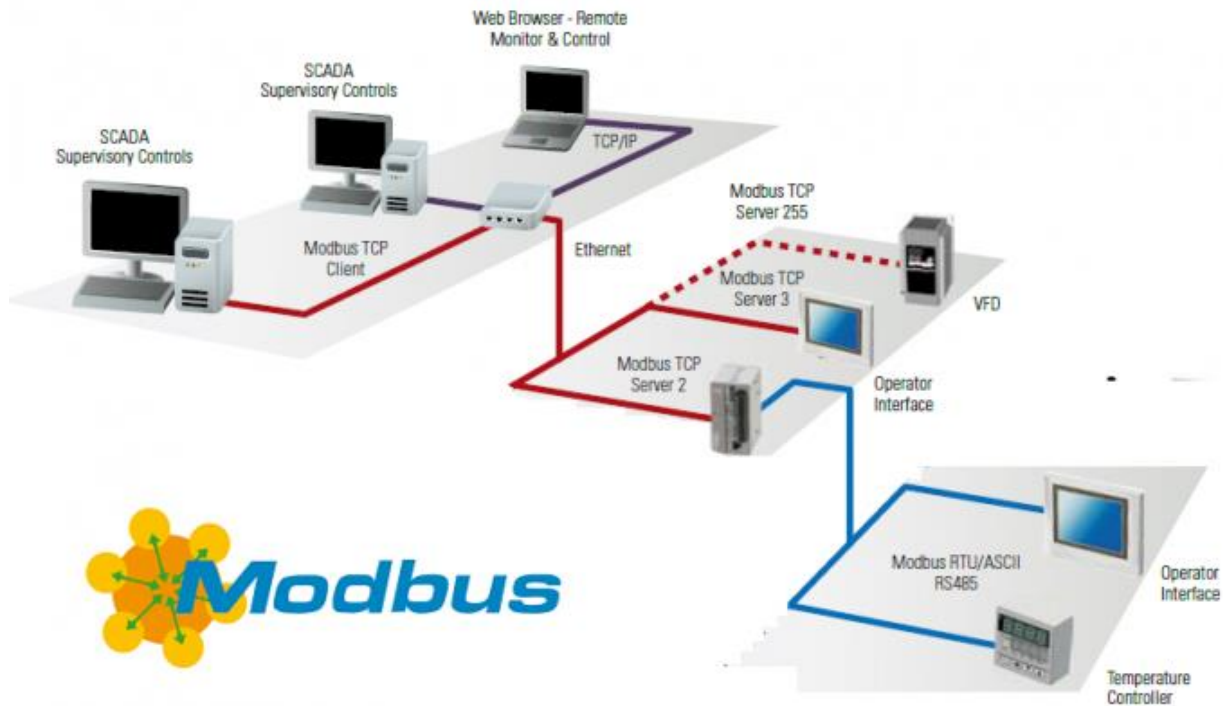 Web Browser - Remote
Monitor & Control
SCADA
Supervisory Controls
SCADA
Supervisory Controls
TCP/IP
Modbus TCP
Client
Ethernet
Modbus TCP
Server 255
Modbus TCP
Server 3
VFD
Modbus TCP
Server 2
Operator
Interface
Modbus RTU/ASCII
RS485
Operator
Interface
Temperature
Controller
Modbus